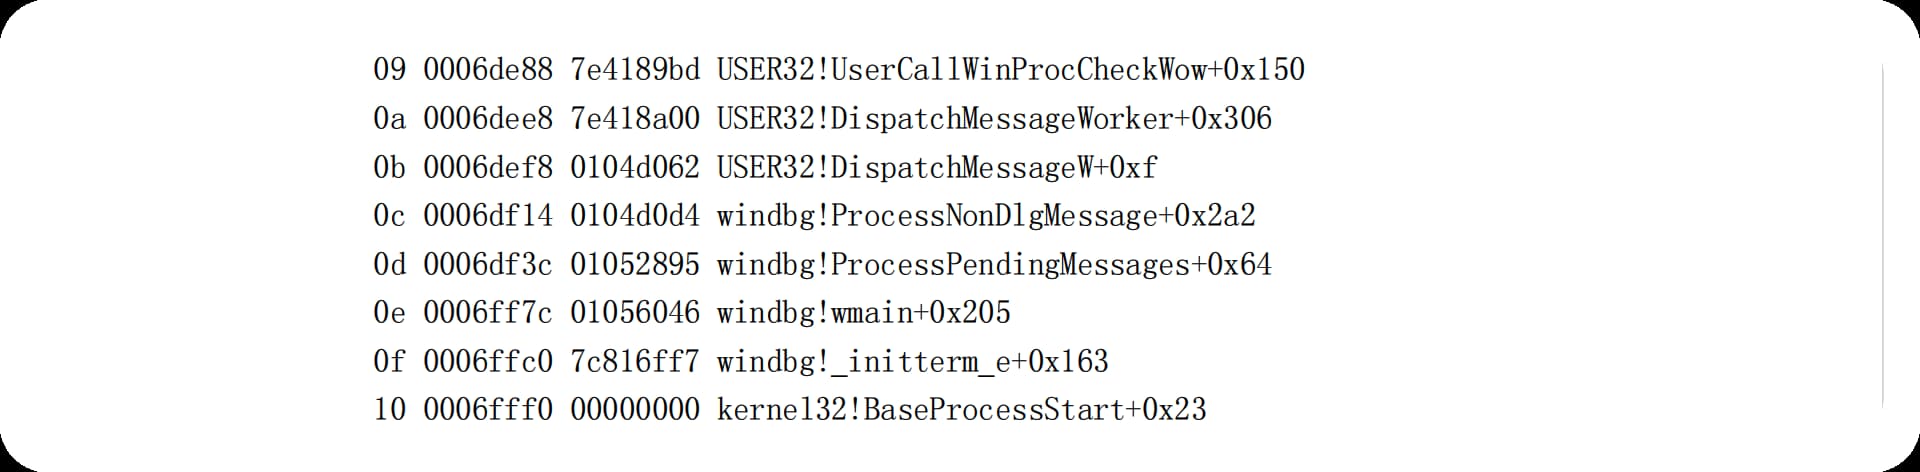 09 0006de88 7e4189bd USER32!UserCallWinProcCheckWow+0x150
0a 0006dee8 7e418a00 USER32!DispatchMessageWorker+0x306
0b 0006def8 0104d062 USER32!DispatchMessageW+0xf
0c 0006df14 0104d0d4 windbg!ProcessNonDlgMessage+0x2a2
0d 0006df3c 01052895 windbg!ProcessPendingMessages+0x64
0e 0006ff7c 01056046 windbg!wmain+0x205
0f 0006ffc0 7c816ff7 windbg!_initterm_e+0x163
10 0006fff0 00000000 kernel32!BaseProcessStart+0x23